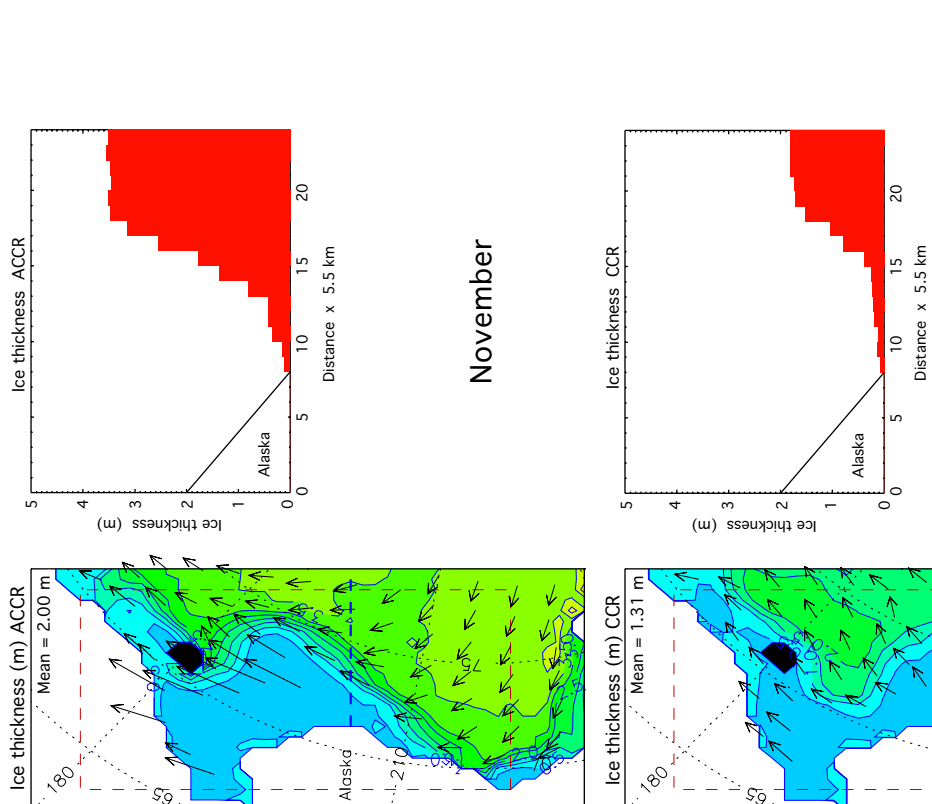 Ice thickness ACCR
5
4
3
2
1
0
Ice thickness (m)
Alaska
0
5
10
15
20
Distance x 5.5 km
November
Ice thickness CCR
5
4
3
2
1
0
Ice thickness (m)
Alaska
0
5
10
15
20
Distance x 5.5 km
Ice thickness (m) ACCR
Mean = 2.00 m
180
65
Alaska
210
75
Ice thickness (m) CCR
Mean = 1.31 m
180
65